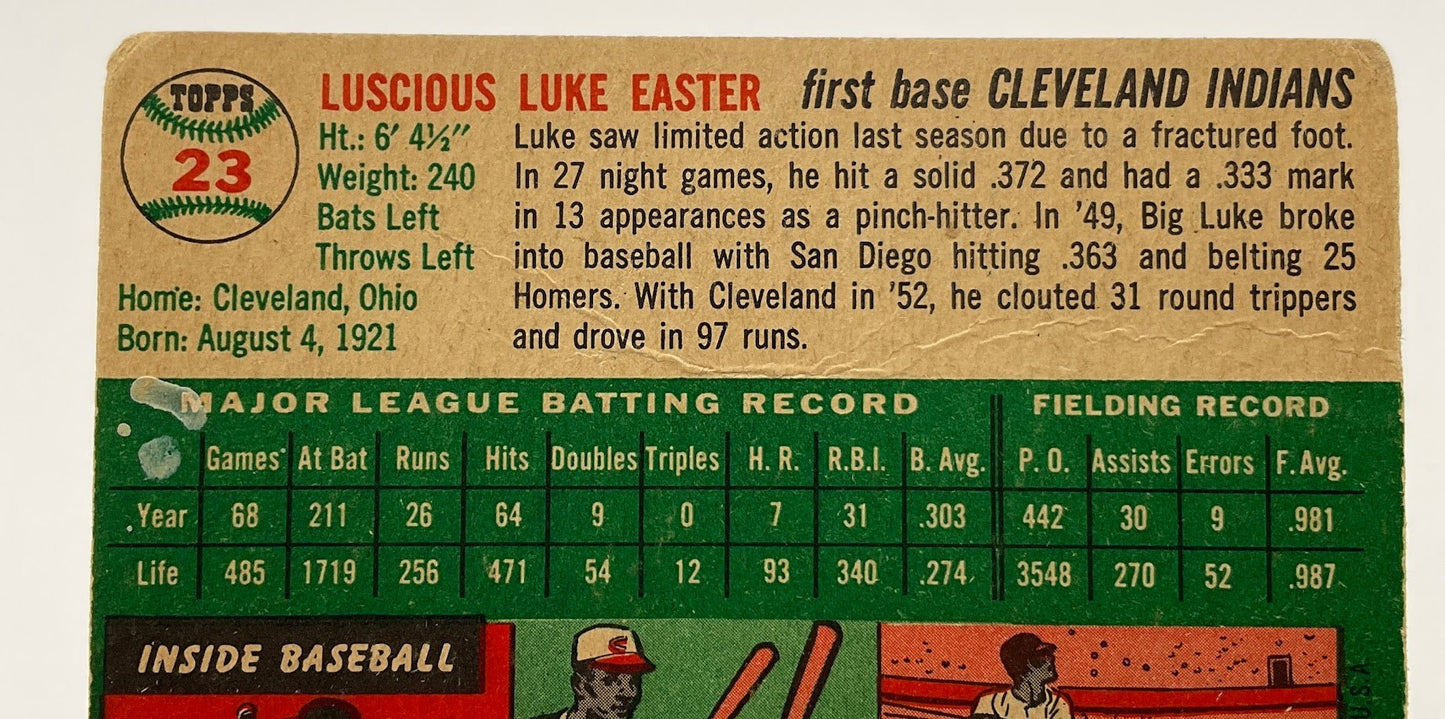 TOPPS
23
LUSCIOUS LUKE EASTER first base CLEVELAND INDIANS
Ht.: 6' 4½"
Weight: 240
Bats Left
Throws Left
Home: Cleveland, Ohio
Born: August 4, 1921
Luke saw limited action last season due to a fractured foot.
In 27 night games, he hit a solid .372 and had a .333 mark
in 13 appearances as a pinch-hitter. In '49, Big Luke broke
into baseball with San Diego hitting .363 and belting 25
Homers. With Cleveland in '52, he clouted 31 round trippers
and drove in 97 runs.
MAJOR LEAGUE BATTING RECORD FIELDING RECORD
Games At Bat Runs Hits Doubles Triples H. R. R.B.I. B. Avg. P. O. Assists Errors F. Avg.
Year 68 211 26 64 9 0 7 31 .303 442 30 9 .981
Life 485 1719 256 471 54 12 93 340 .274 3548 270 52 .987
INSIDE BASEBALL
C
USA